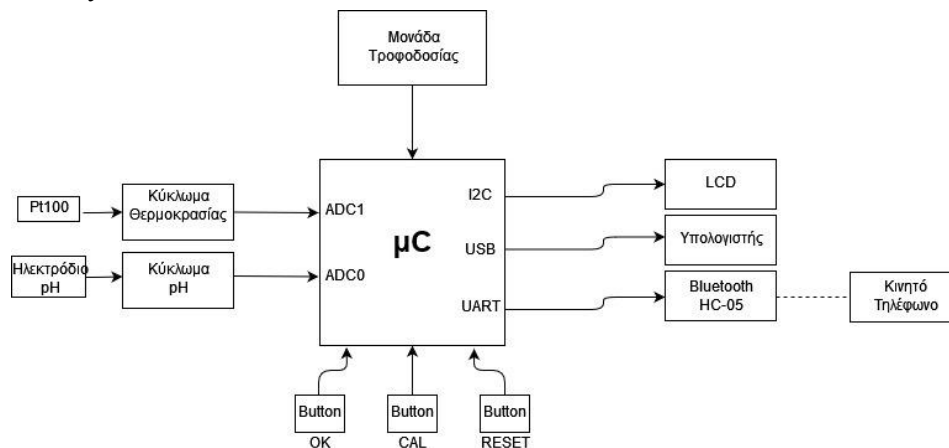 Μονάδα
Τροφοδοσίας
Pt100
Κύκλωμα
Θερμοκρασίας
ADC1
I2C
LCD
μC
Ηλεκτρόδιο
pH
Κύκλωμα
pH
ADC0
USB
Υπολογιστής
UART
Bluetooth
HC-05
Κινητό
Τηλέφωνο
Button
OK
Button
CAL
Button
RESET